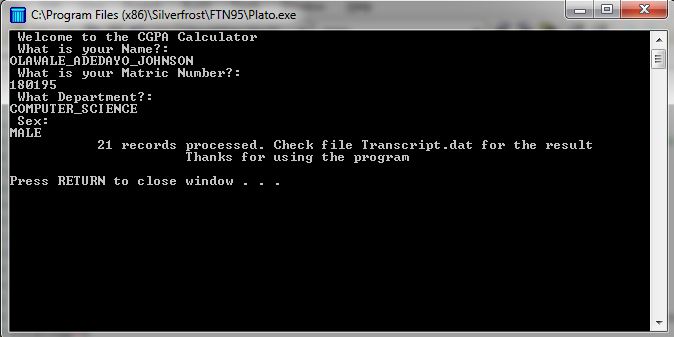 C:\Program Files (x86)\Silverfrost\FTN95\Plato.exe
Welcome to the CGPA Calculator
What is your Name?:
OLAWALE_ADEDAYO_JOHNSON
What is your Matric Number?:
180195
What Department?:
COMPUTER_SCIENCE
Sex:
MALE
21 records processed. Check file Transcript.dat for the result
Thanks for using the program
Press RETURN to close window . . .